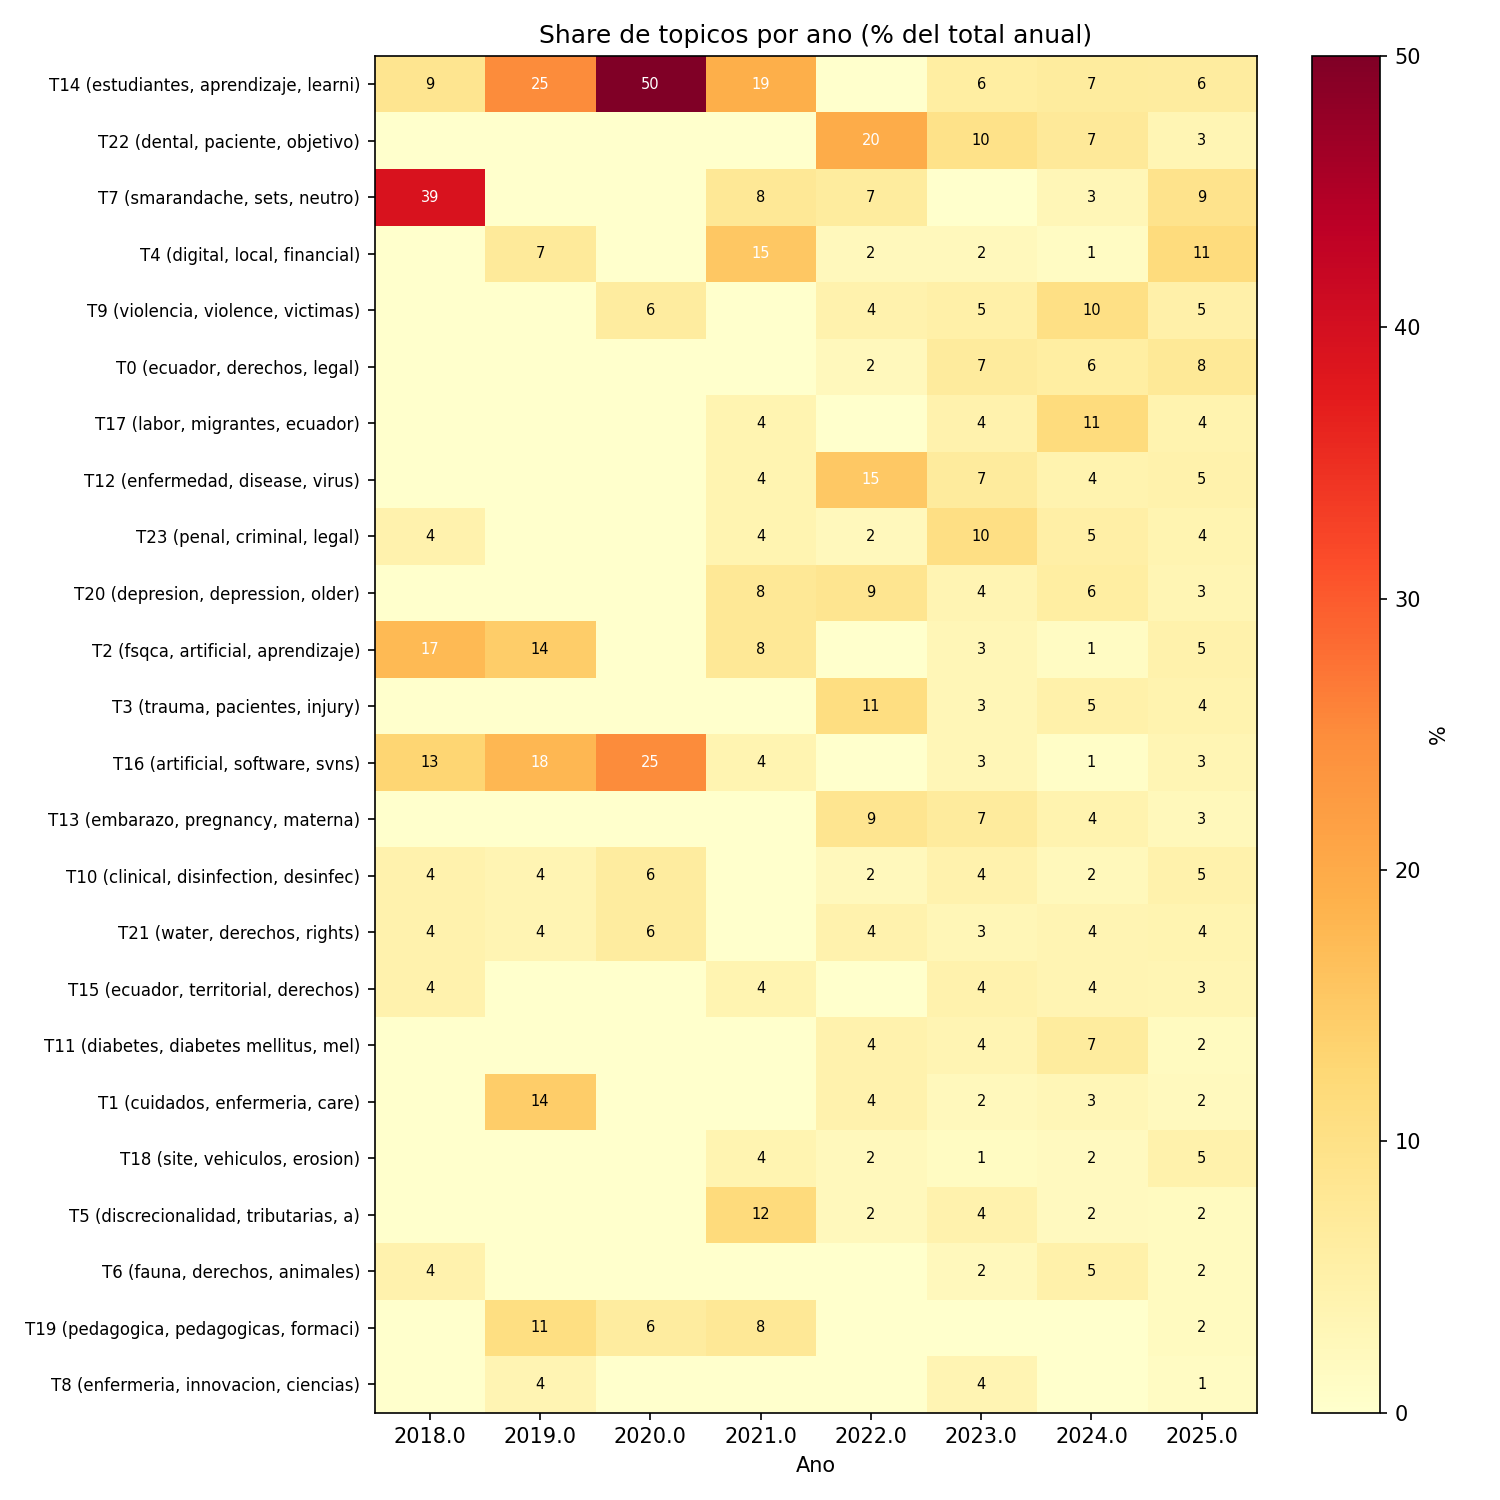 Share de topicos por ano (% del total anual)
T14 (estudiantes, aprendizaje, learni) 9 25 50 19 6 7 6
T22 (dental, paciente, objetivo) 20 10 7 3
T7 (smarandache, sets, neutro) 39 8 7 3 9
T4 (digital, local, financial) 7 15 2 2 1 11
T9 (violencia, violence, victimas) 6 4 5 10 5
T0 (ecuador, derechos, legal) 2 7 6 8
T17 (labor, migrantes, ecuador) 4 4 11 4
T12 (enfermedad, disease, virus) 4 15 7 4 5
T23 (penal, criminal, legal) 4 4 2 10 5 4
T20 (depresion, depression, older) 8 9 4 6 3
T2 (fsqca, artificial, aprendizaje) 17 14 8 3 1 5
T3 (trauma, pacientes, injury) 11 3 5 4
T16 (artificial, software, svns) 13 18 25 4 3 1 3
T13 (embarazo, pregnancy, materna) 9 7 4 3
T10 (clinical, disinfection, desinfec) 4 4 6 2 4 2 5
T21 (water, derechos, rights) 4 4 6 4 3 4 4
T15 (ecuador, territorial, derechos) 4 4 4 4 3
T11 (diabetes, diabetes mellitus, mel) 4 4 7 2
T1 (cuidados, enfermeria, care) 14 4 2 3 2
T18 (site, vehiculos, erosion) 4 2 1 2 5
T5 (discrecionalidad, tributarias, a) 12 2 4 2 2
T6 (fauna, derechos, animales) 4 2 5 2
T19 (pedagogica, pedagogicas, formaci) 11 6 8 2
T8 (enfermeria, innovacion, ciencias) 4 4 1
2018.0 2019.0 2020.0 2021.0 2022.0 2023.0 2024.0 2025.0
Ano
50
40
30
20
10
0
%